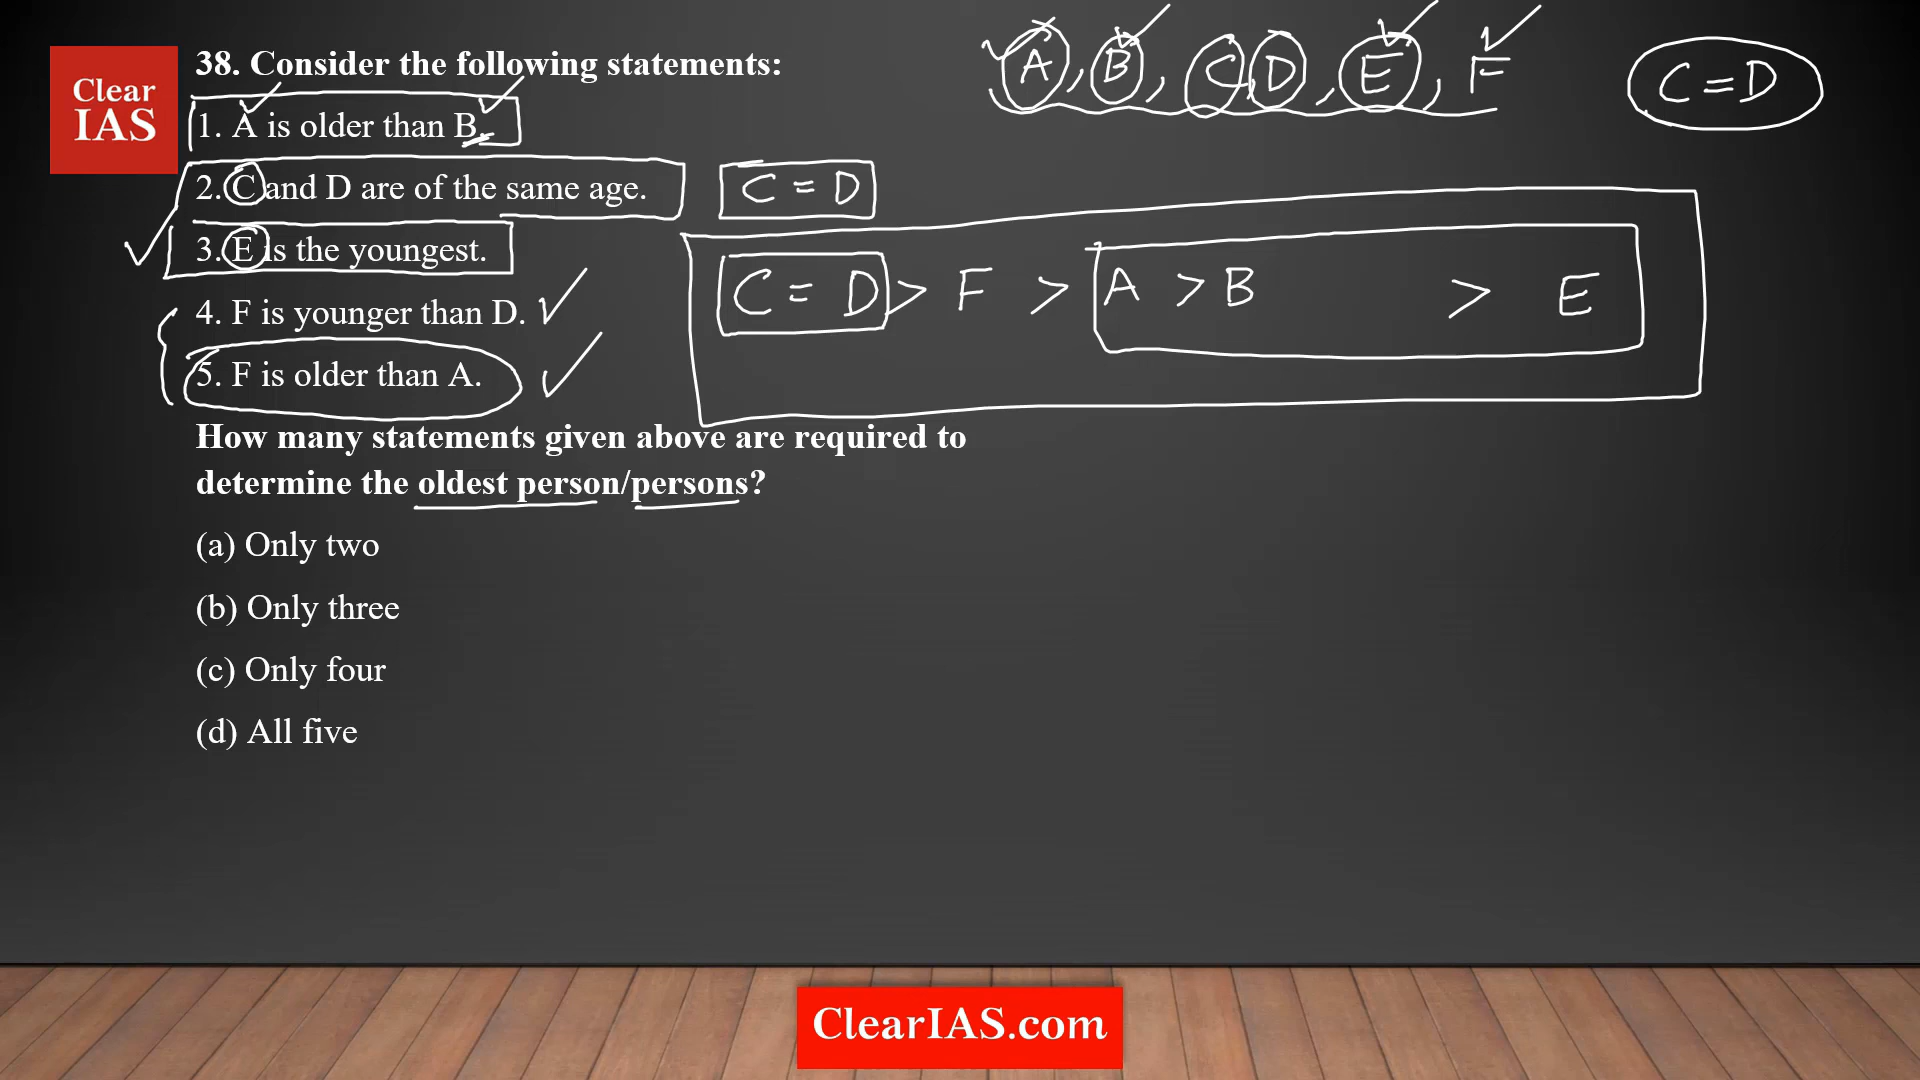 Clear
IAS
38. Consider the following statements:
A, B, C, D, E, F
C = D
1. A is older than B.
2. C and D are of the same age.
C = D
3. E is the youngest.
C = D > F > A > B > E
4. F is younger than D.
5. F is older than A.
How many statements given above are required to
determine the oldest person/persons?
(a) Only two
(b) Only three
(c) Only four
(d) All five
ClearIAS.com